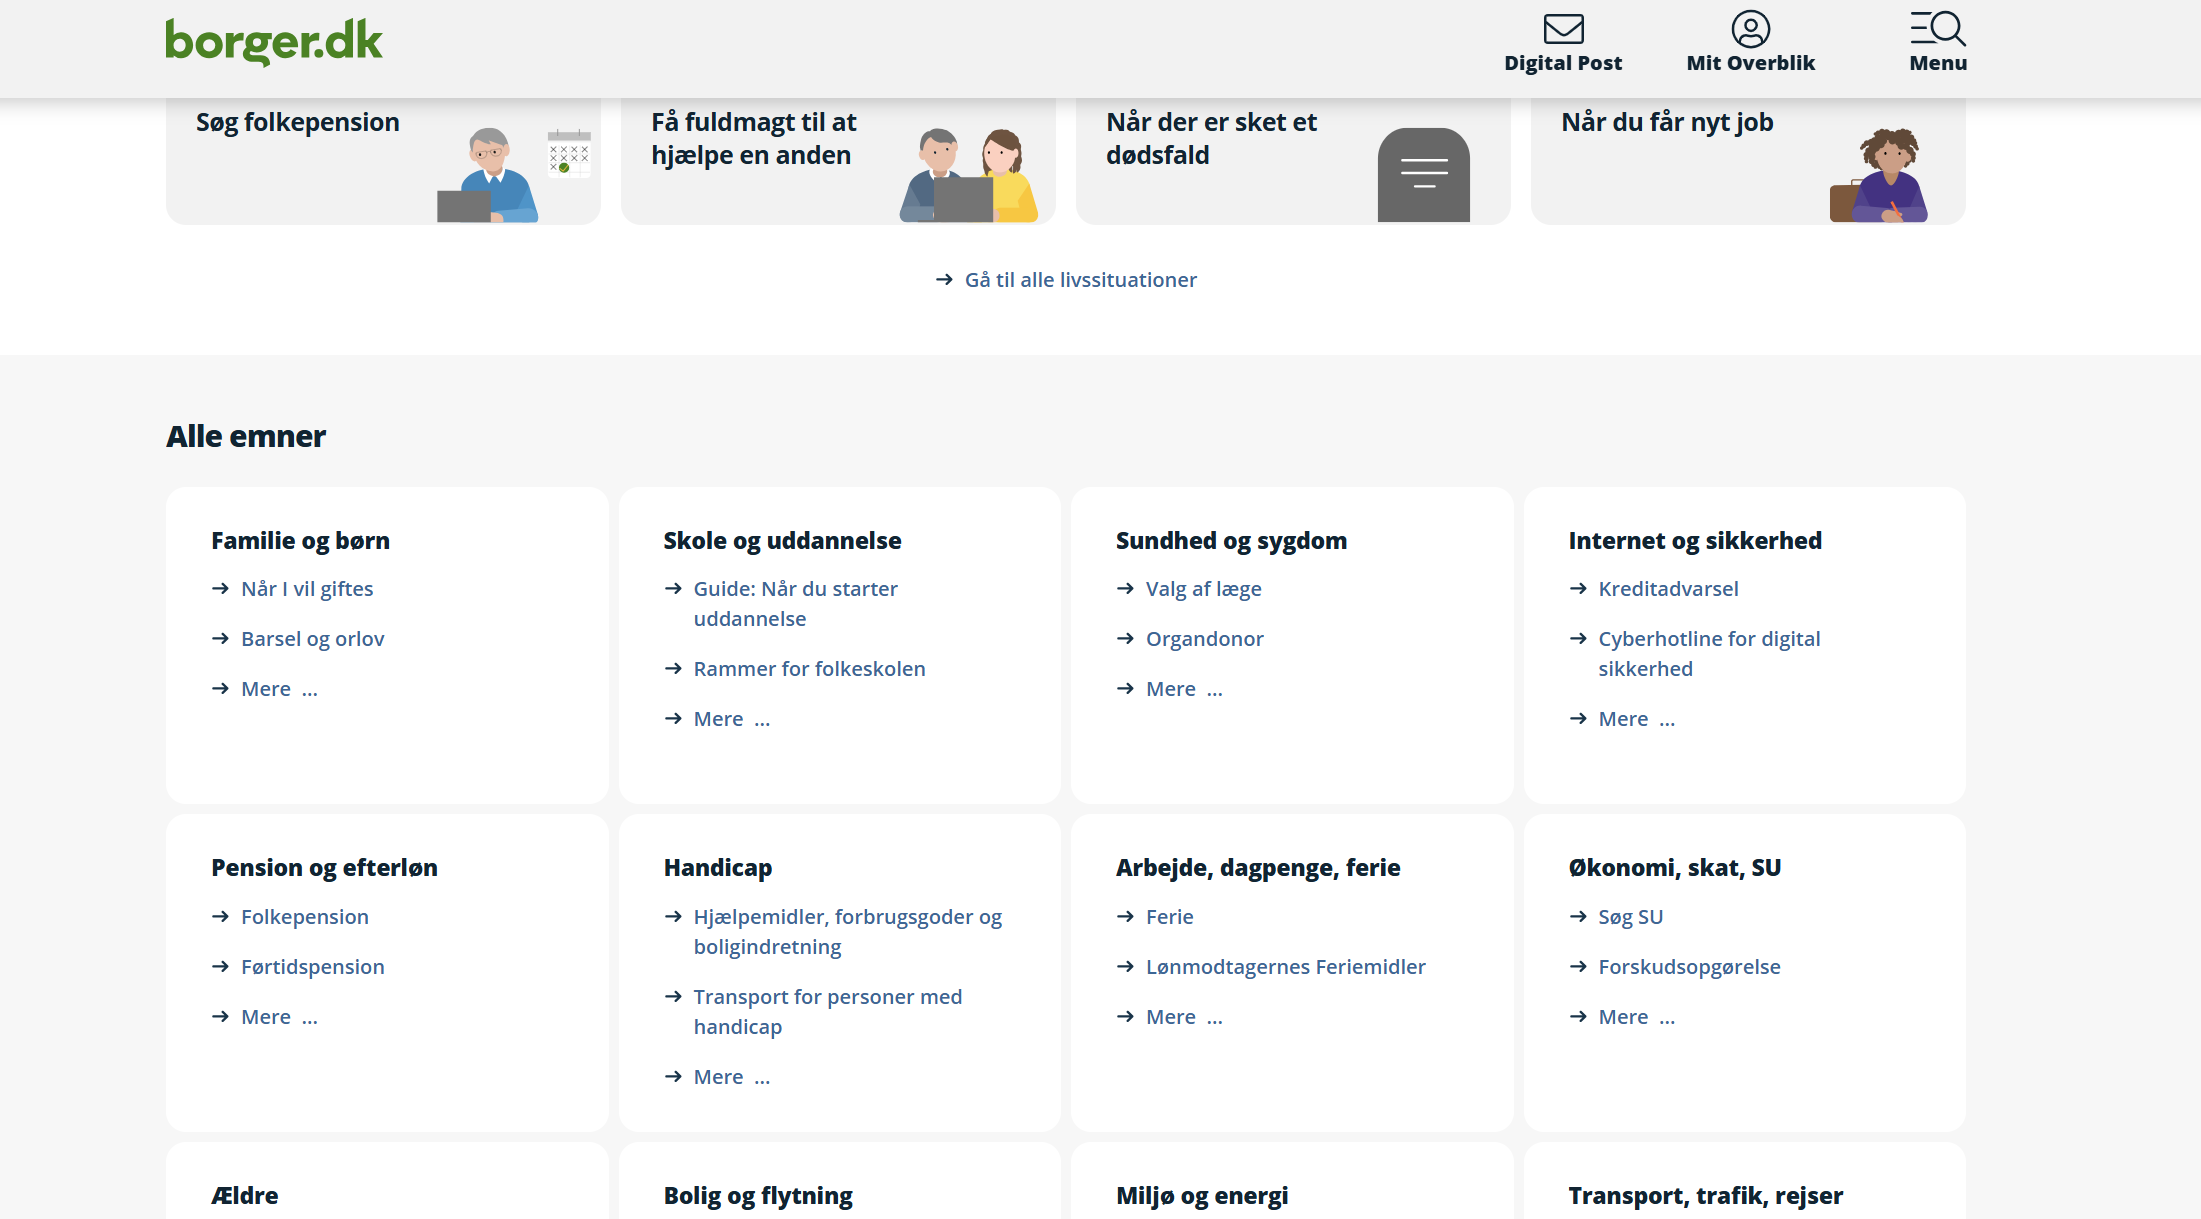 borger.dk
Digital Post
Mit Overblik
Menu
Søg folkepension
Få fuldmagt til at
hjælpe en anden
Når der er sket et
dødsfald
Når du får nyt job
Gå til alle livssituationer
Alle emner
Familie og børn
Når I vil giftes
Barsel og orlov
Mere ...
Skole og uddannelse
Guide: Når du starter
uddannelse
Rammer for folkeskolen
Mere ...
Sundhed og sygdom
Valg af læge
Organdonor
Mere ...
Internet og sikkerhed
Kreditadvarsel
Cyberhotline for digital
sikkerhed
Mere ...
Pension og efterløn
Folkepension
Førtidspension
Mere ...
Handicap
Hjælpemidler, forbrugsgoder og
boligindretning
Transport for personer med
handicap
Mere ...
Arbejde, dagpenge, ferie
Ferie
Lønmodtagernes Feriemidler
Mere ...
Økonomi, skat, SU
Søg SU
Forskudsopgørelse
Mere ...
Ældre
Bolig og flytning
Miljø og energi
Transport, trafik, rejser